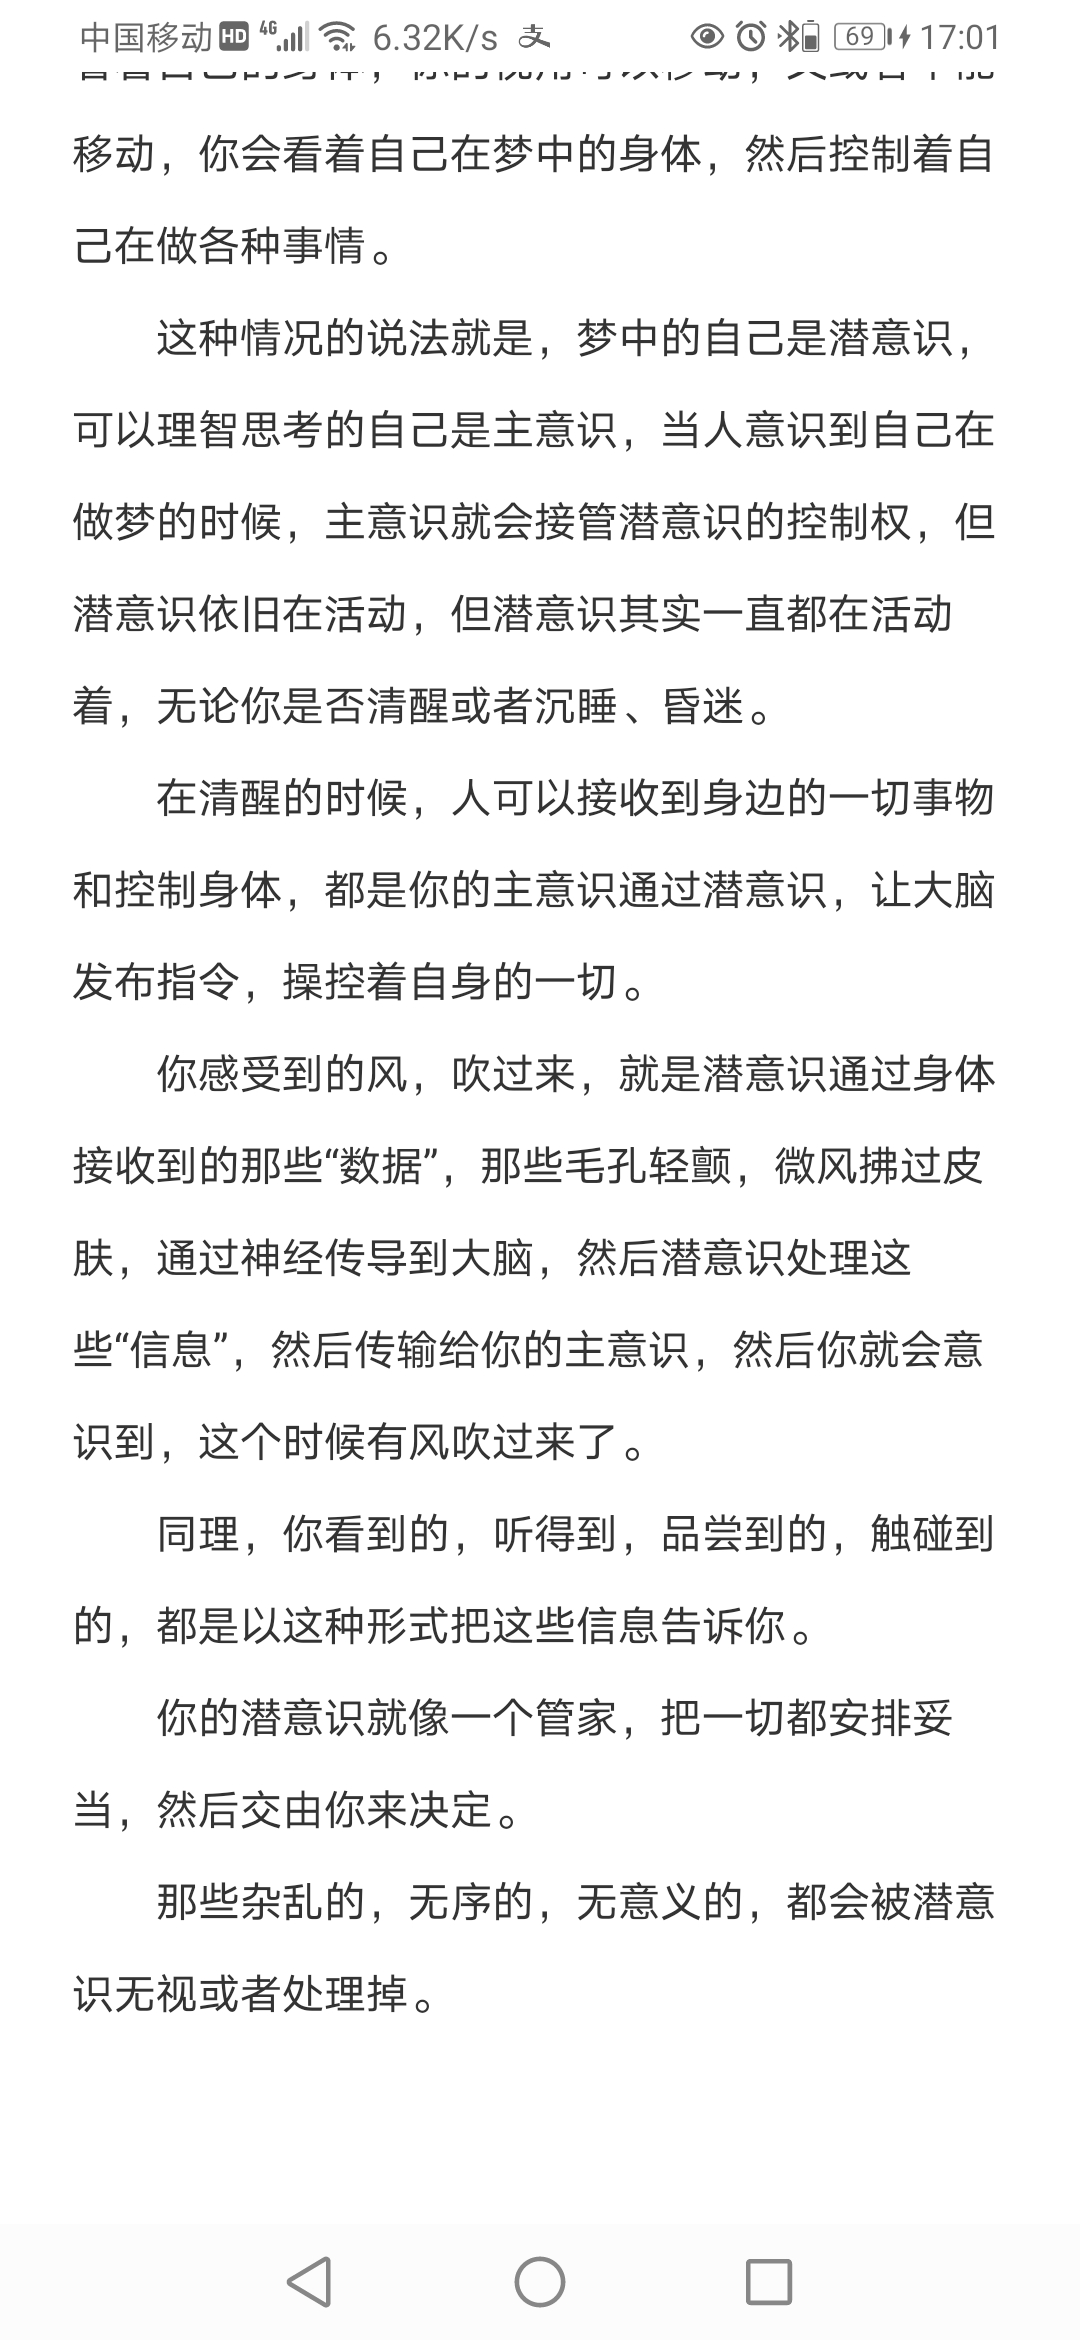 中国移动 HD 4G 6.32K/s 支 69 17:01
移动，你会看着自己在梦中的身体，然后控制着自
己在做各种事情。
这种情况的说法就是，梦中的自己是潜意识，
可以理智思考的自己是主意识，当人意识到自己在
做梦的时候，主意识就会接管潜意识的控制权，但
潜意识依旧在活动，但潜意识其实一直都在活动
着，无论你是否清醒或者沉睡、昏迷。
在清醒的时候，人可以接收到身边的一切事物
和控制身体，都是你的主意识通过潜意识，让大脑
发布指令，操控着自身的一切。
你感受到的风，吹过来，就是潜意识通过身体
接收到的那些“数据”，那些毛孔轻颤，微风拂过皮
肤，通过神经传导到大脑，然后潜意识处理这
些“信息”，然后传输给你的主意识，然后你就会意
识到，这个时候有风吹过来了。
同理，你看到的，听得到，品尝到的，触碰到
的，都是以这种形式把这些信息告诉你。
你的潜意识就像一个管家，把一切都安排妥
当，然后交由你来决定。
那些杂乱的，无序的，无意义的，都会被潜意
识无视或者处理掉。